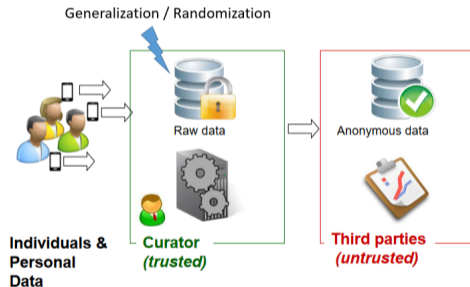 Generalization / Randomization
Raw data
Anonymous data
Individuals &
Personal
Data
Curator
(trusted)
Third parties
(untrusted)